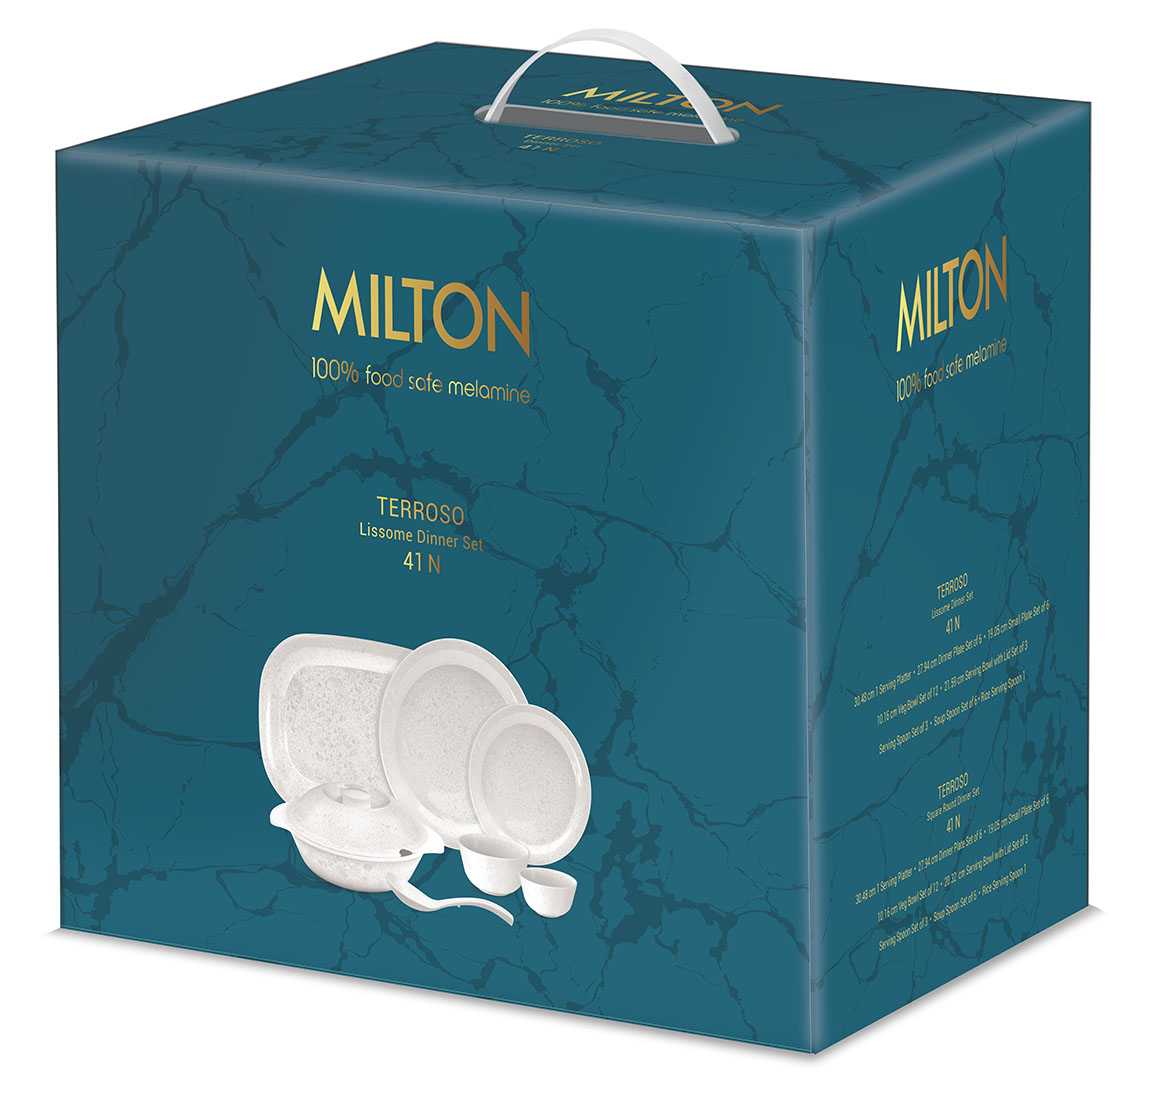 MILTON
100% food safe melamine
TERROSO
Dinner Set
41 N
MILTON
100% food safe melamine
TERROSO
Lissome Dinner Set
41 N
MILTON
100% food safe melamine
TERROSO
Lissome Dinner Set
41 N
30.48 cm 1 Serving Platter • 27.94 cm Dinner Plate Set of 6 • 19.05 cm Small Plate Set of 6
10.16 cm Veg Bowl Set of 12 • 21.59 cm Serving Bowl with Lid Set of 3
Serving Spoon Set of 3 • Soup Spoon Set of 6 • Rice Serving Spoon 1
TERROSO
Square Round Dinner Set
41 N
30.48 cm 1 Serving Platter • 27.94 cm Dinner Plate Set of 6 • 19.05 cm Small Plate Set of 6
10.16 cm Veg Bowl Set of 12 • 20.32 cm Serving Bowl with Lid Set of 3
Serving Spoon Set of 3 • Soup Spoon Set of 6 • Rice Serving Spoon 1